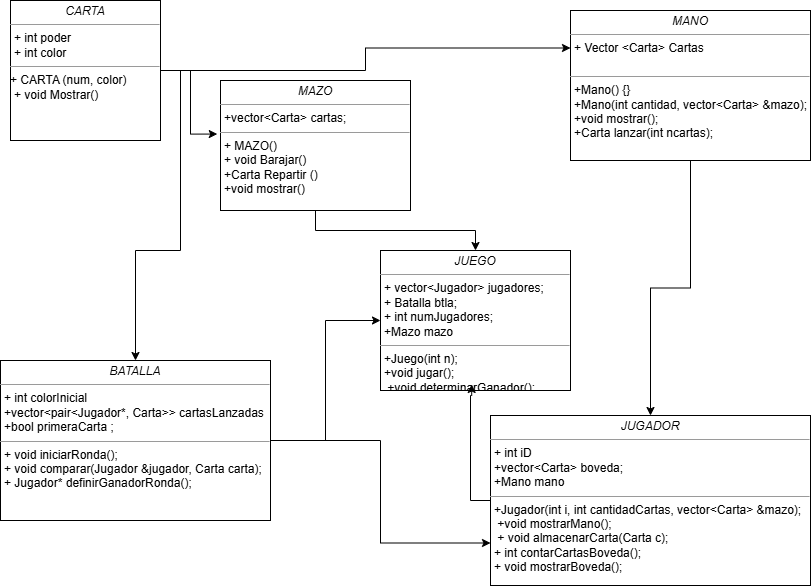 CARTA
+ int poder
+ int color
+ CARTA (num, color)
+ void Mostrar()
MANO
+ Vector <Carta> Cartas
+Mano() {}
+Mano(int cantidad, vector<Carta> &mazo);
+void mostrar();
+Carta lanzar(int ncartas);
MAZO
+vector<Carta> cartas;
+ MAZO()
+ void Barajar()
+Carta Repartir ()
+void mostrar()
JUEGO
+ vector<Jugador> jugadores;
+ Batalla btla;
+ int numJugadores;
+Mazo mazo
+Juego(int n);
+void jugar();
+void determinarGanador();
BATALLA
+ int colorInicial
+vector<pair<Jugador*, Carta>> cartasLanzadas
+bool primeraCarta ;
+ void iniciarRonda();
+ void comparar(Jugador &jugador, Carta carta);
+ Jugador* definirGanadorRonda();
JUGADOR
+ int iD
+vector<Carta> boveda;
+Mano mano
+Jugador(int i, int cantidadCartas, vector<Carta> &mazo);
+void mostrarMano();
+ void almacenarCarta(Carta c);
+ int contarCartasBoveda();
+ void mostrarBoveda();